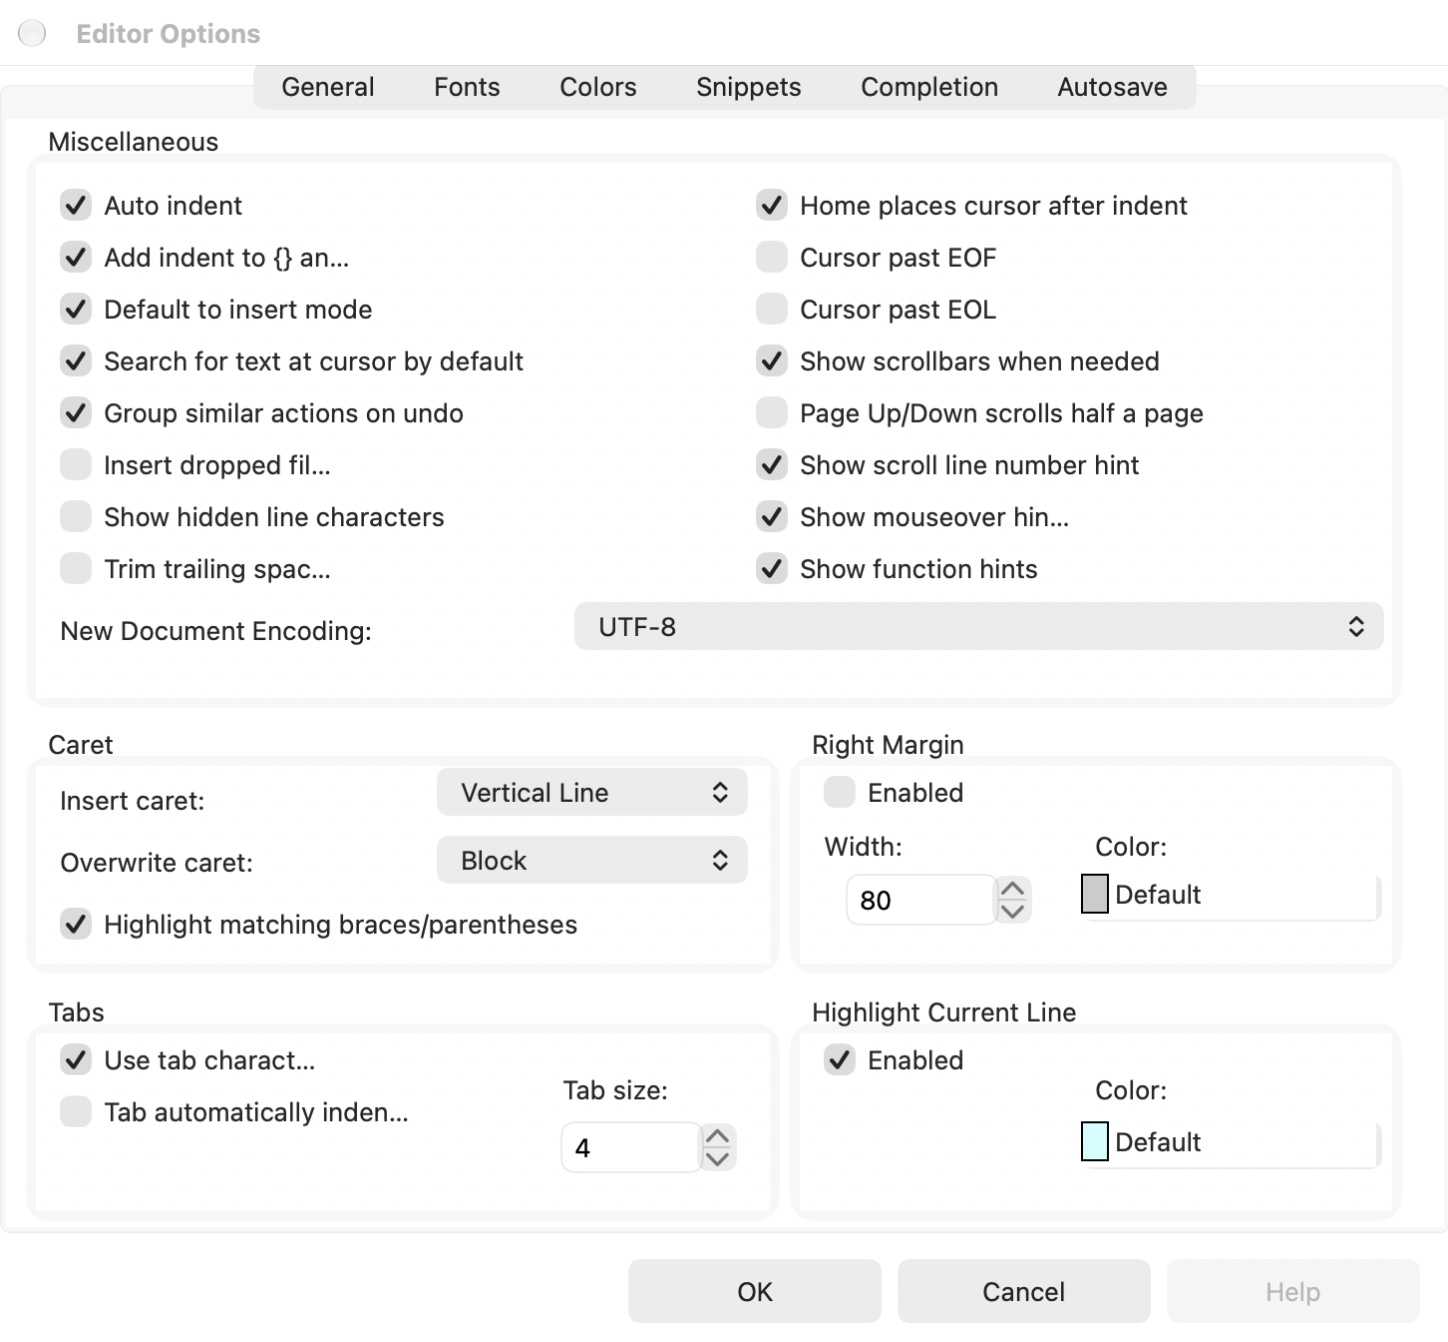 Editor Options
General Fonts Colors Snippets Completion Autosave
Miscellaneous
Auto indent
Add indent to {} an...
Default to insert mode
Search for text at cursor by default
Group similar actions on undo
Insert dropped fil...
Show hidden line characters
Trim trailing spac...
Home places cursor after indent
Cursor past EOF
Cursor past EOL
Show scrollbars when needed
Page Up/Down scrolls half a page
Show scroll line number hint
Show mouseover hin...
Show function hints
New Document Encoding: UTF-8
Caret
Insert caret: Vertical Line
Overwrite caret: Block
Highlight matching braces/parentheses
Right Margin
Enabled
Width: Color:
80 Default
Tabs
Use tab charact...
Tab automatically inden...
Tab size:
4
Highlight Current Line
Enabled
Color:
Default
OK Cancel Help